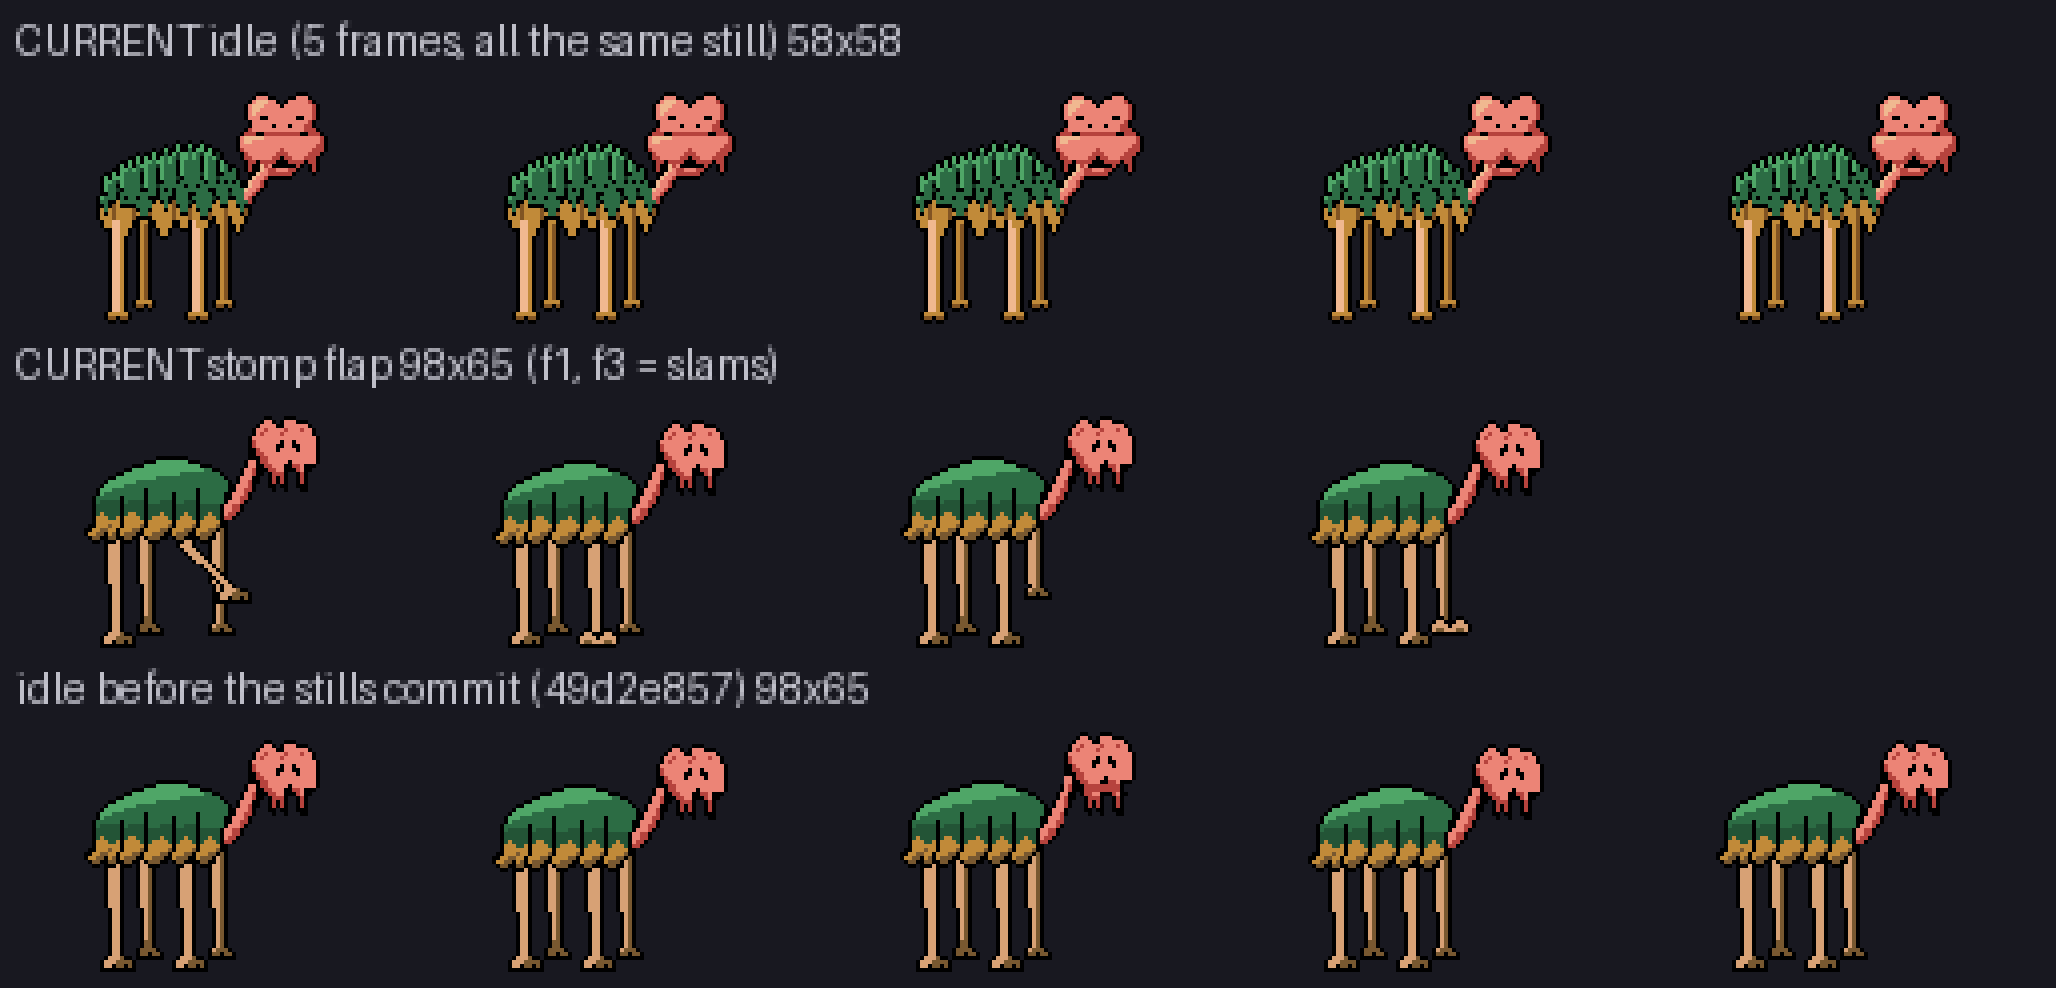 CURRENT idle (5 frames, all the same still) 58x58
CURRENT stomp flap 98x65 (f1, f3 = slams)
idle before the stills commit (49d2e857) 98x65